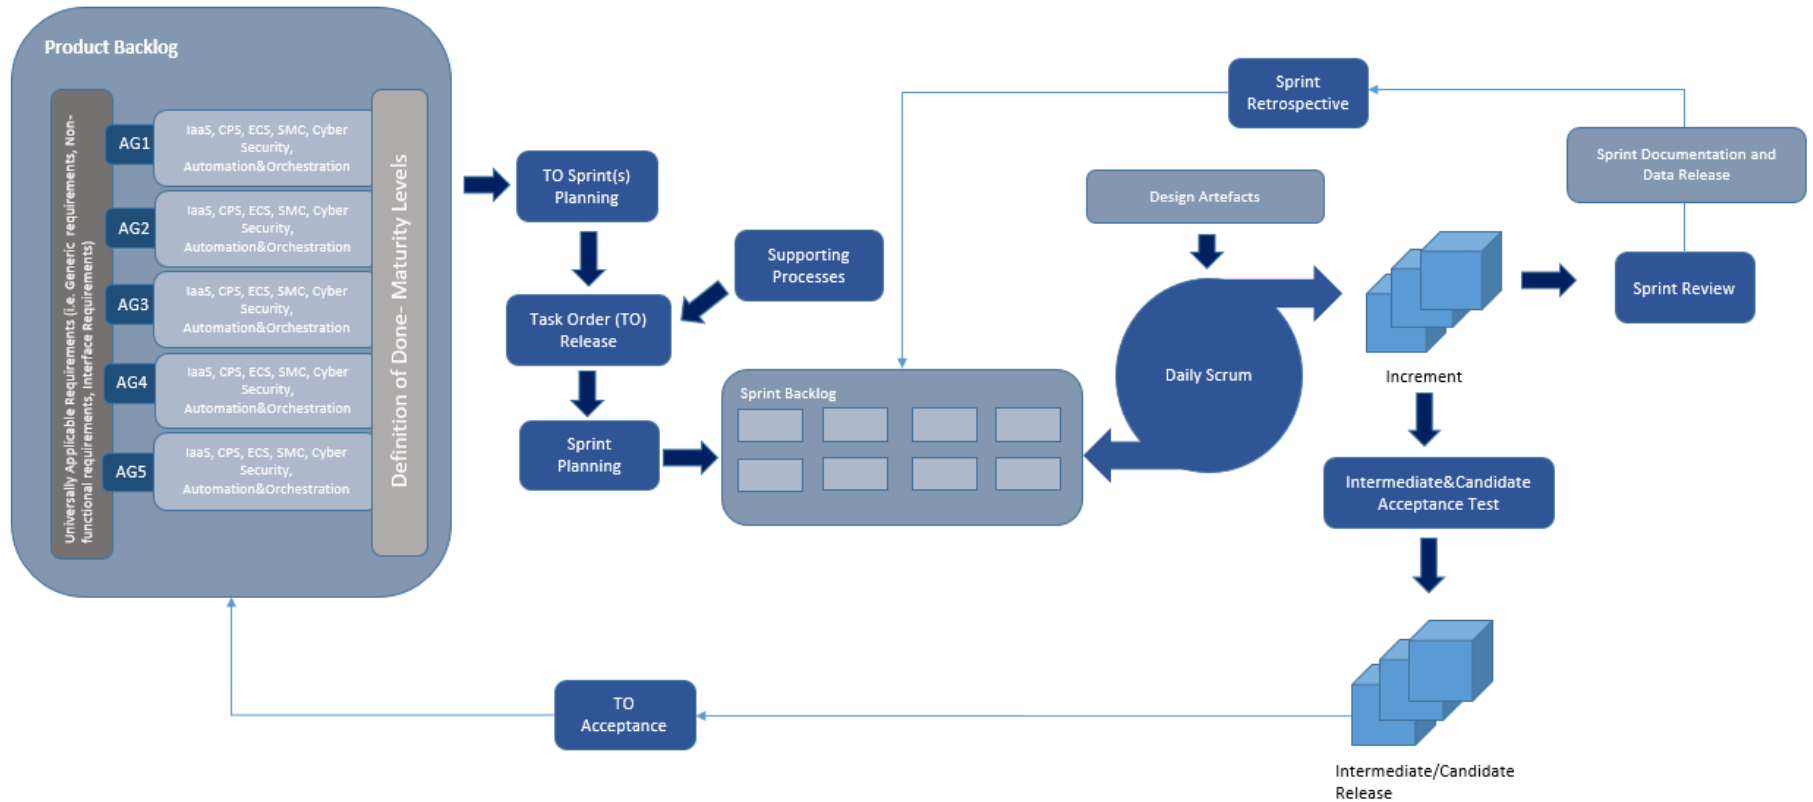 Product Backlog
Universally Applicable Requirements (i.e. Generic requirements, Non-
functional requirements, Interface Requirements)
AG1
IaaS, CPS, ECS, SMC, Cyber
Security,
Automation&Orchestration
AG2
IaaS, CPS, ECS, SMC, Cyber
Security,
Automation&Orchestration
AG3
IaaS, CPS, ECS, SMC, Cyber
Security,
Automation&Orchestration
AG4
IaaS, CPS, ECS, SMC, Cyber
Security,
Automation&Orchestration
AG5
IaaS, CPS, ECS, SMC, Cyber
Security,
Automation&Orchestration
Definition of Done- Maturity Levels
TO Sprint(s)
Planning
Supporting
Processes
Task Order (TO)
Release
Sprint
Planning
Sprint Backlog
Sprint
Retrospective
Design Artefacts
Daily Scrum
Sprint Documentation and
Data Release
Sprint Review
Increment
Intermediate&Candidate
Acceptance Test
TO
Acceptance
Intermediate/Candidate
Release